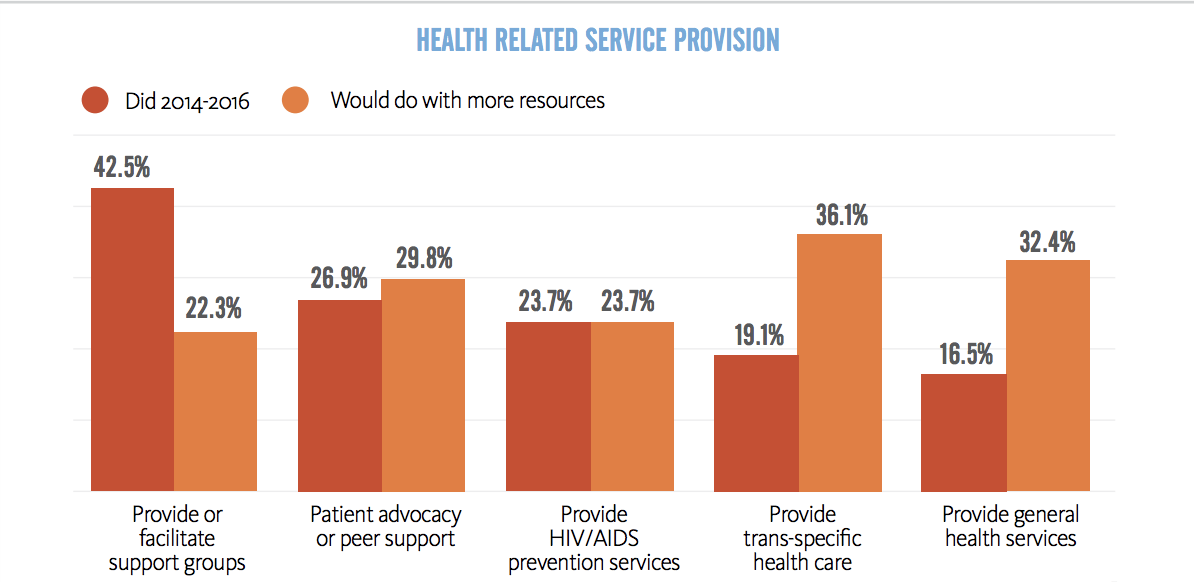 HEALTH RELATED SERVICE PROVISION
Did 2014-2016
Would do with more resources
42.5%
22.3%
26.9%
29.8%
23.7%
23.7%
19.1%
36.1%
16.5%
32.4%
Provide or
facilitate
support groups
Patient advocacy
or peer support
Provide
HIV/AIDS
prevention services
Provide
trans-specific
health care
Provide general
health services